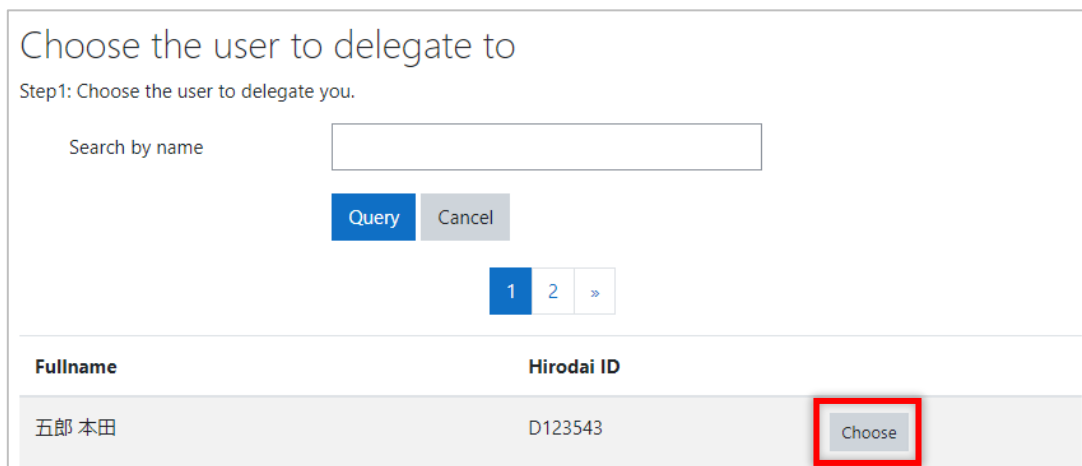 Choose the user to delegate to
Step1: Choose the user to delegate you.
Search by name
Query Cancel
1 2 »
Fullname Hirodai ID
五郎 本田 D123543 Choose